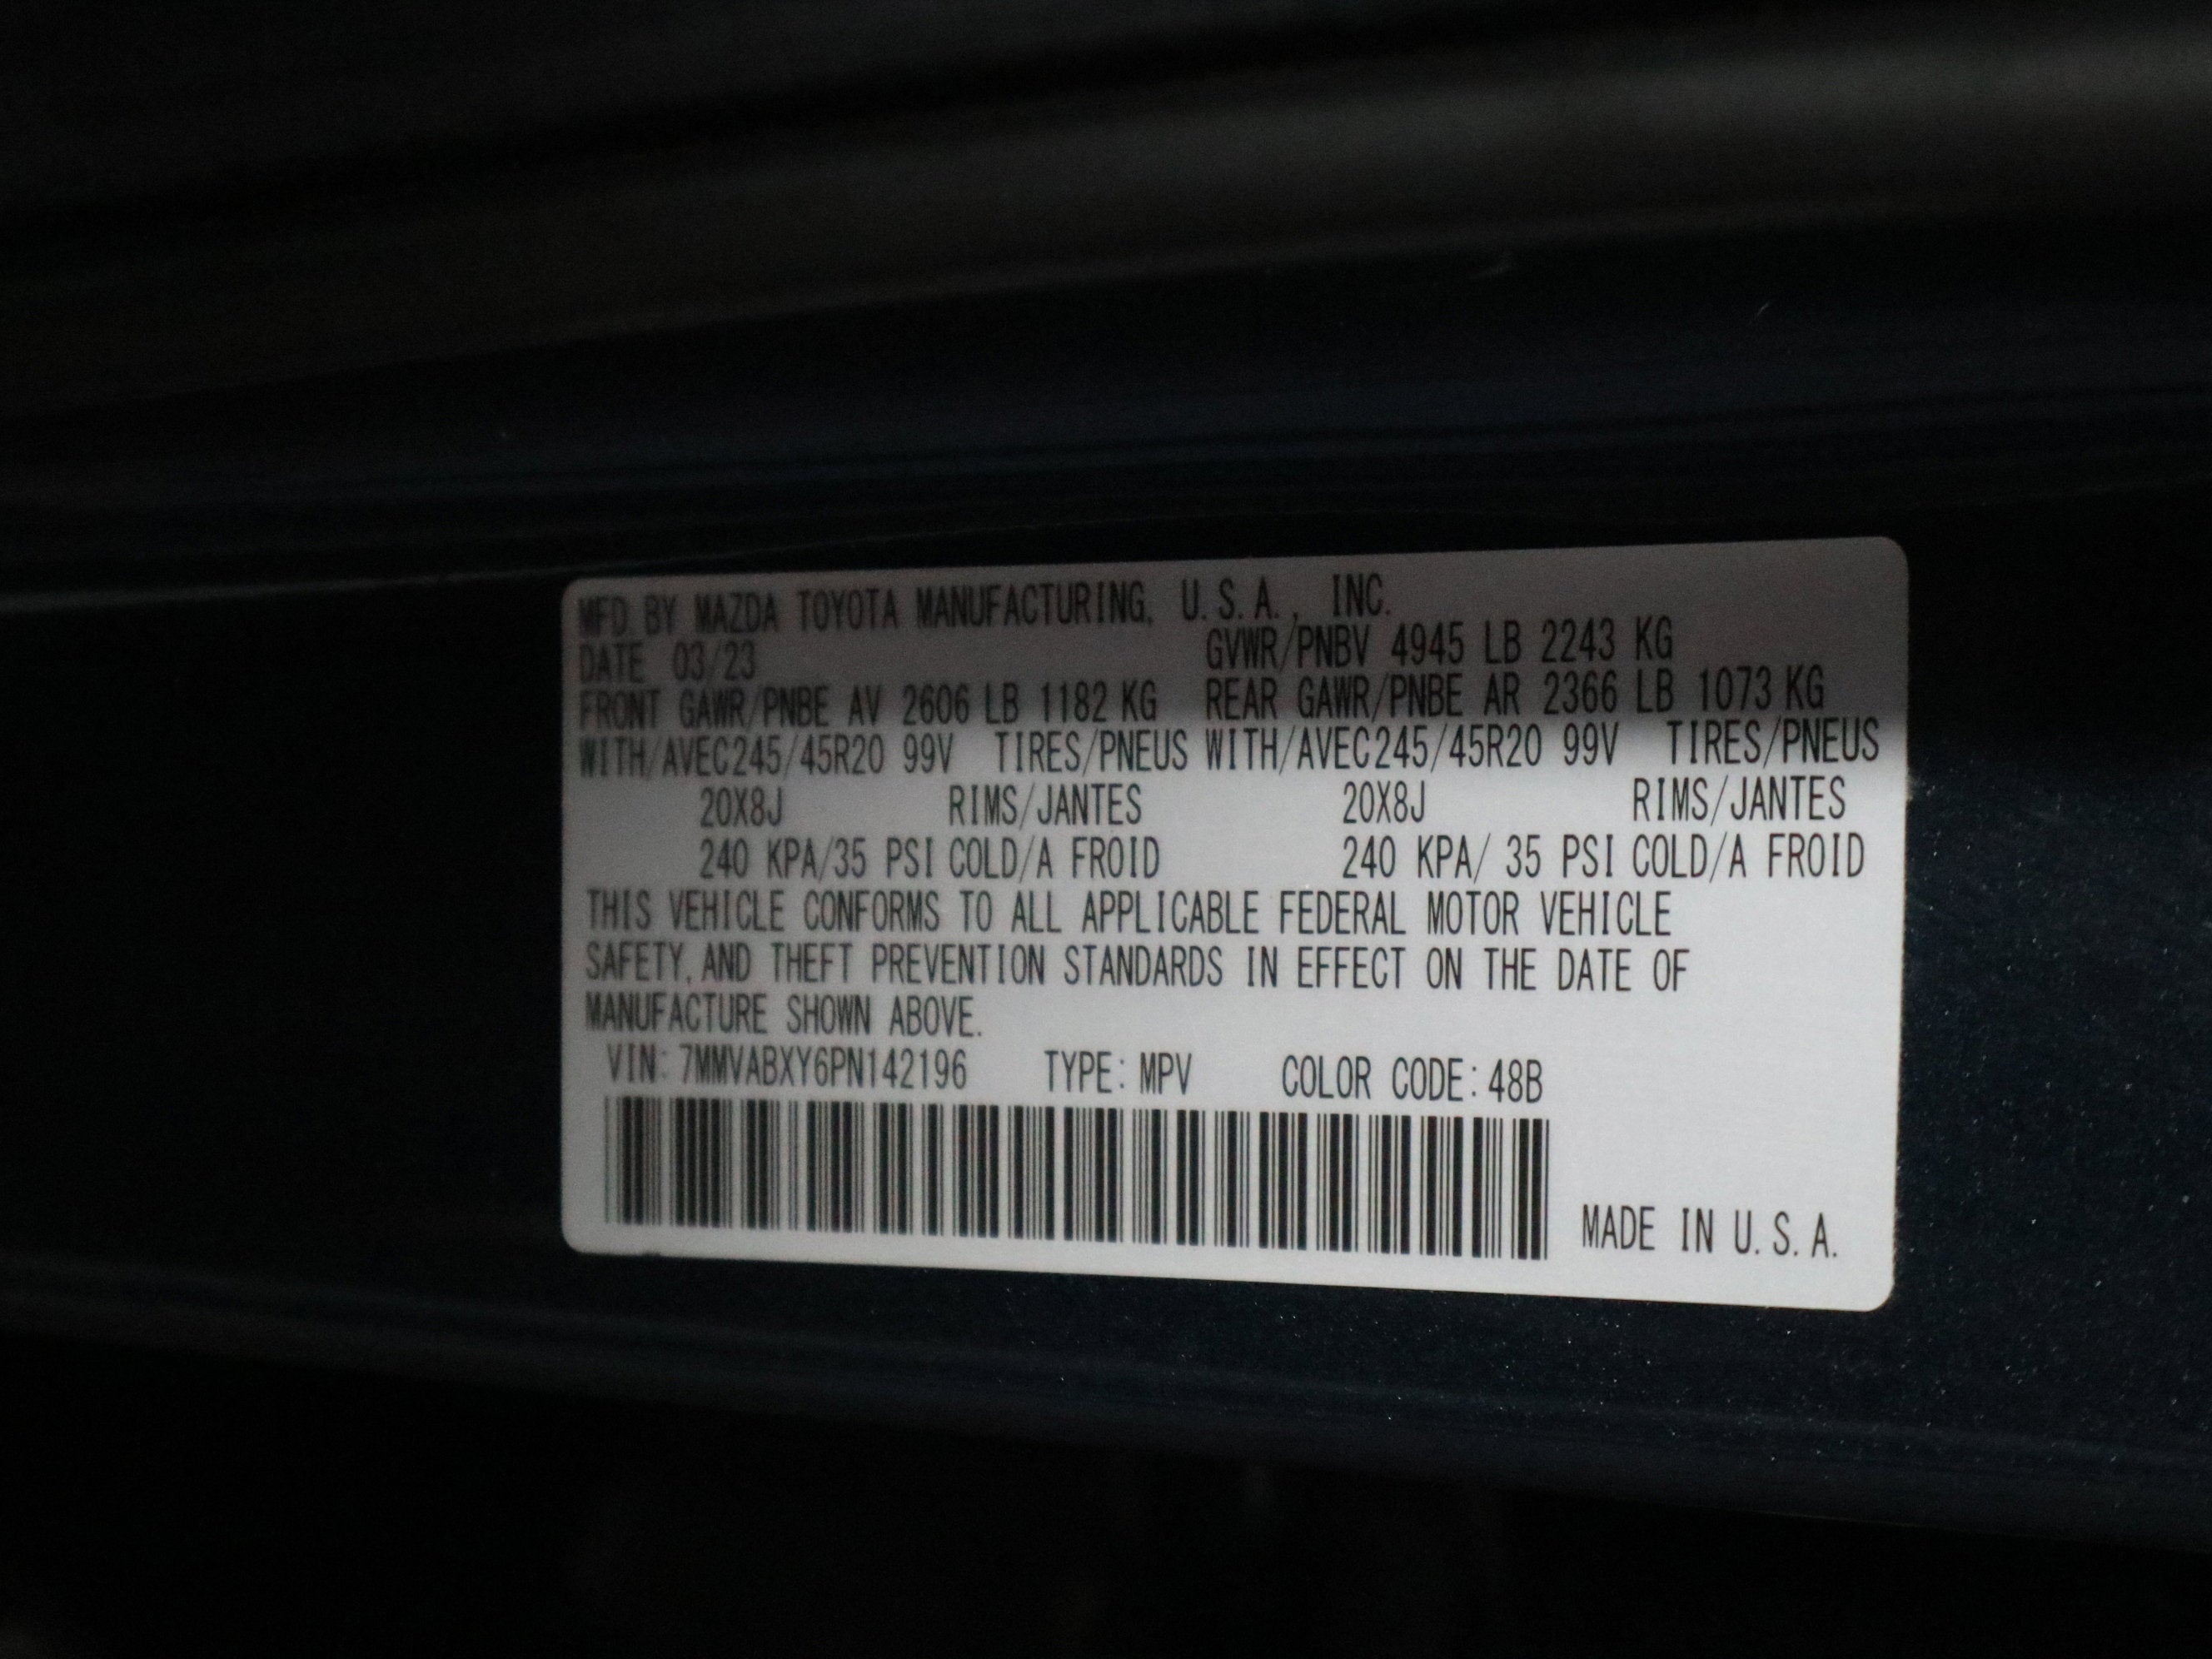 MFD BY MAZDA TOYOTA MANUFACTURING, U.S.A., INC.
DATE 03/23 GVWR/PNBV 4945 LB 2243 KG
FRONT GAWR/PNBE AV 2606 LB 1182 KG REAR GAWR/PNBE AR 2366 LB 1073 KG
WITH/AVEC245/45R20 99V TIRES/PNEUS WITH/AVEC245/45R20 99V TIRES/PNEUS
20X8J RIMS/JANTES 20X8J RIMS/JANTES
240 KPA/35 PSI COLD/A FROID 240 KPA/ 35 PSI COLD/A FROID
THIS VEHICLE CONFORMS TO ALL APPLICABLE FEDERAL MOTOR VEHICLE
SAFETY, AND THEFT PREVENTION STANDARDS IN EFFECT ON THE DATE OF
MANUFACTURE SHOWN ABOVE.
VIN: 7MMVABXY6PN142196 TYPE: MPV COLOR CODE: 48B
MADE IN U.S.A.